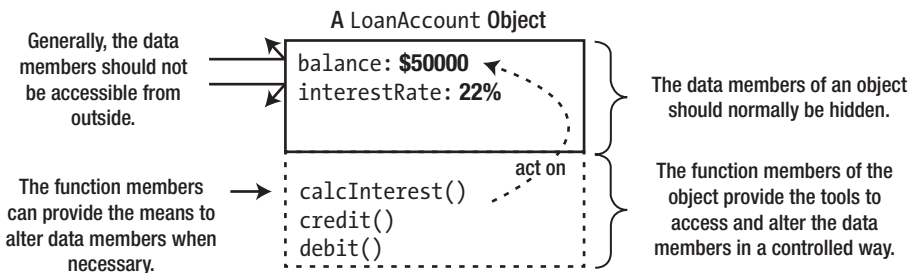 A LoanAccount Object
Generally, the data
members should not
be accessible from
outside.
balance: $50000
interestRate: 22%
The data members of an object
should normally be hidden.
act on
The function members
can provide the means to
alter data members when
necessary.
calcInterest()
credit()
debit()
The function members of the
object provide the tools to
access and alter the data
members in a controlled way.